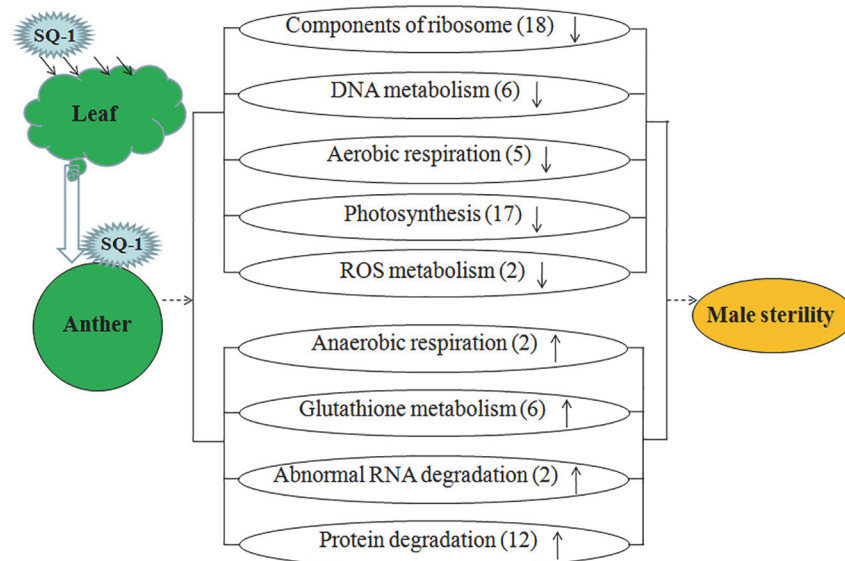 SQ-1
Leaf
SQ-1
Anther
Components of ribosome (18) ↓
DNA metabolism (6) ↓
Aerobic respiration (5) ↓
Photosynthesis (17) ↓
ROS metabolism (2) ↓
Anaerobic respiration (2) ↑
Glutathione metabolism (6) ↑
Abnormal RNA degradation (2) ↑
Protein degradation (12) ↑
Male sterility